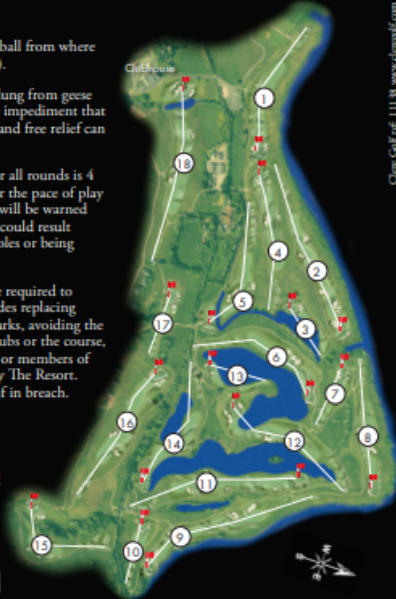 ball from where
).
lung from geese
impediment that
and free relief can
r all rounds is 4
r the pace of play
will be warned
could result
oles or being
e required to
des replacing
arks, avoiding the
ubs or the course,
or members of
y The Resort.
f in breach.
Clubhouse
1
18
4
2
5
3
17
6
13
7
16
14
12
8
11
9
15
10